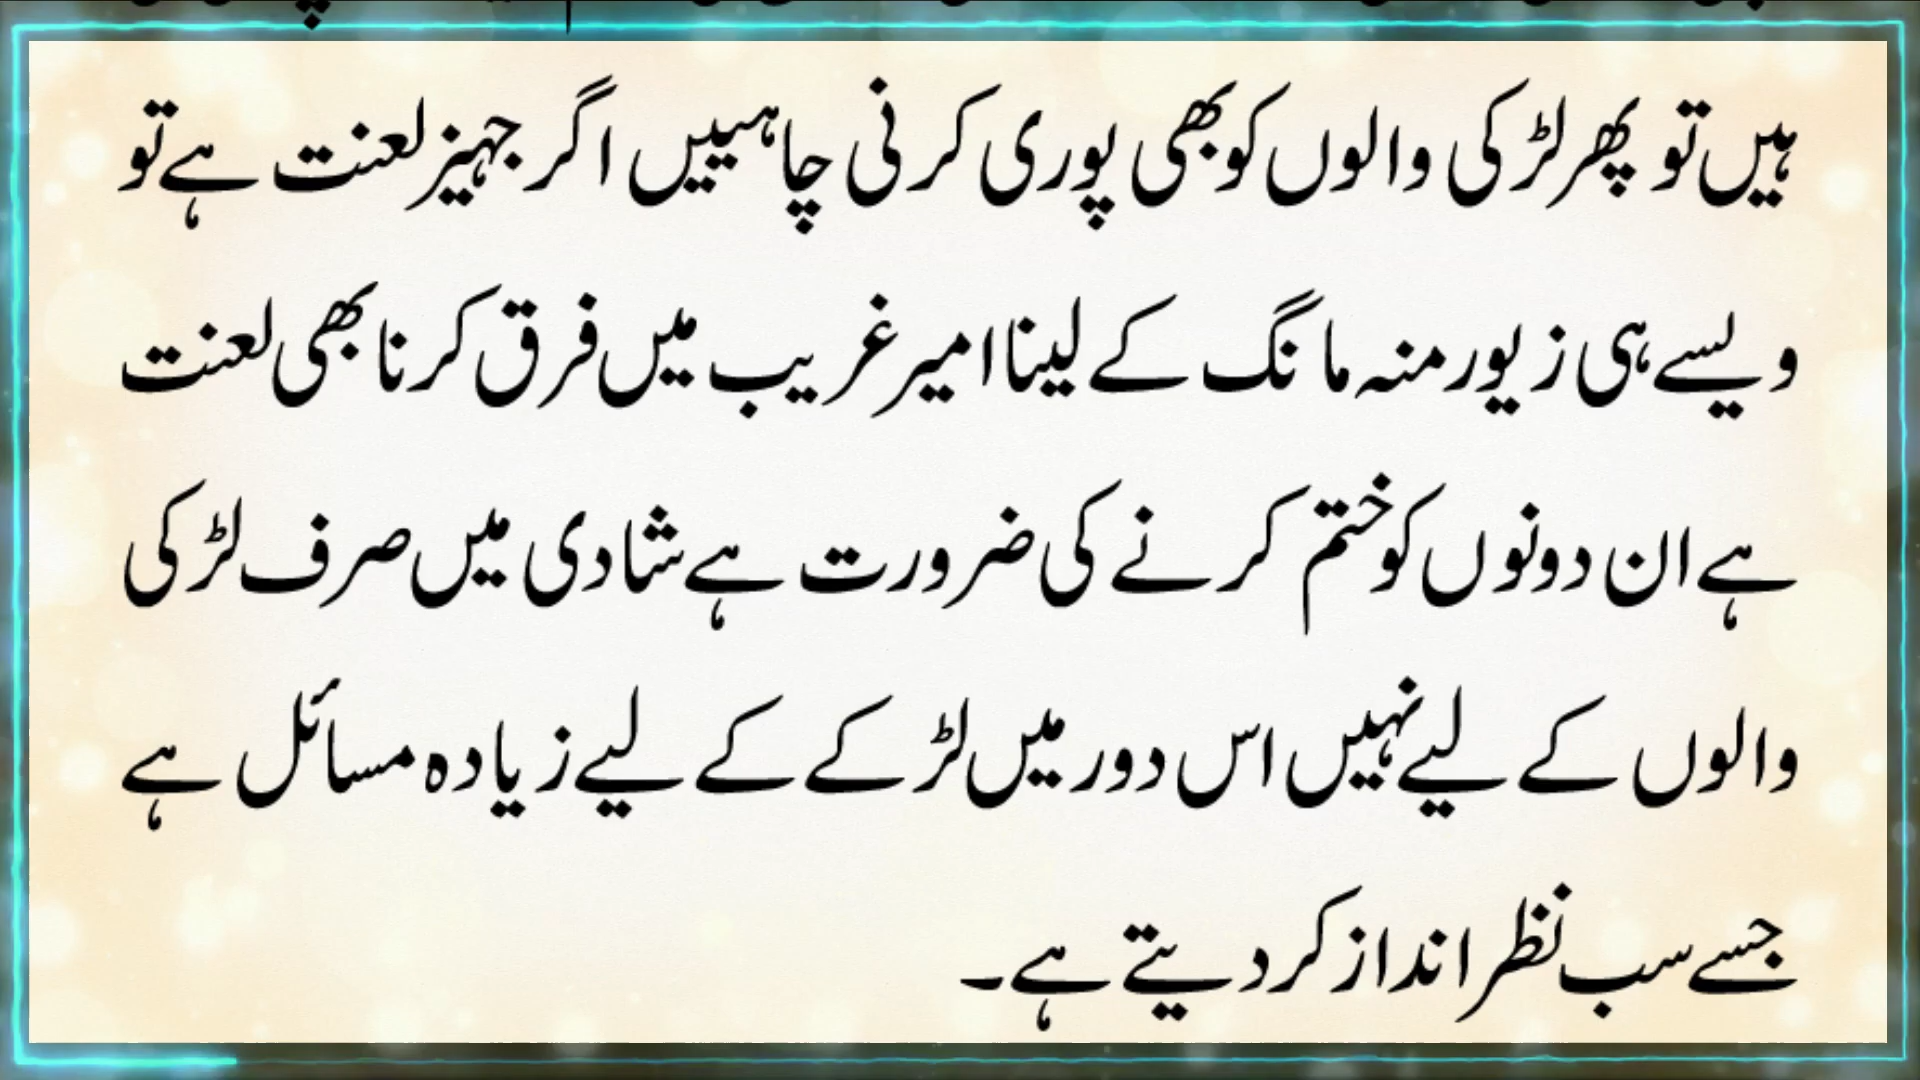 ہیں تو پھر لڑکی والوں کو بھی پوری کرنی چاہییں اگر جہیز لعنت ہے تو
ویسے ہی زیور منہ مانگ کے لینا امیر غریب میں فرق کرنا بھی لعنت
ہے ان دونوں کو ختم کرنے کی ضرورت ہے شادی میں صرف لڑکی
والوں کے لیے نہیں اس دور میں لڑکے کے لیے زیادہ مسائل ہے
جسے سب نظر انداز کر دیتے ہے۔